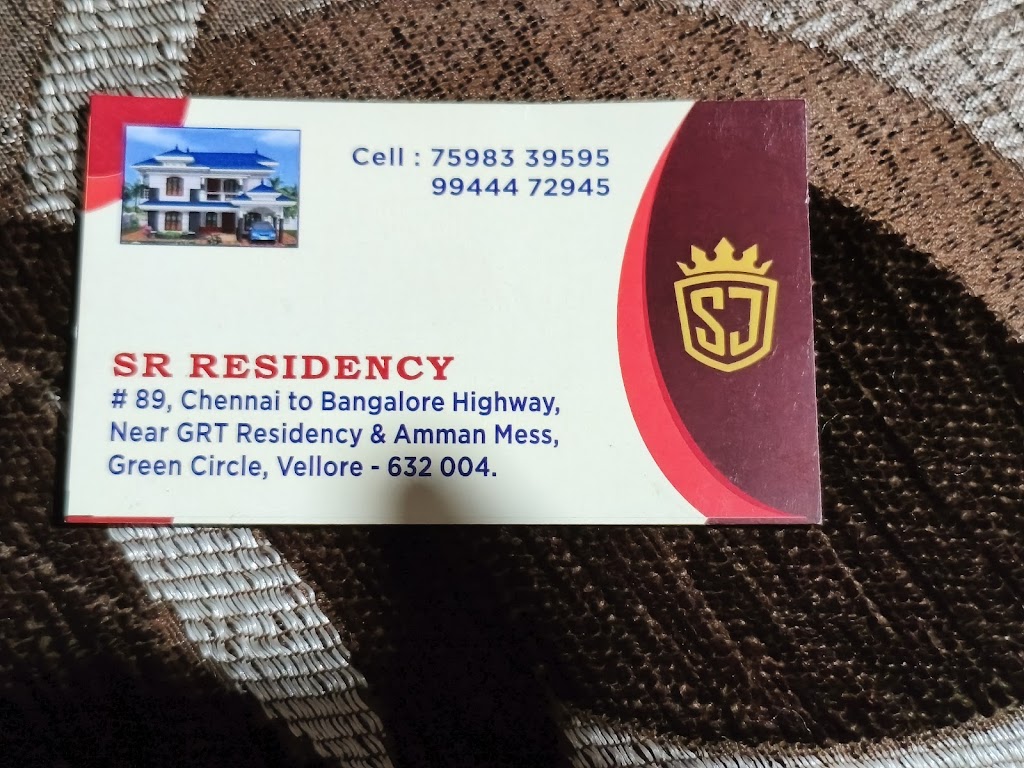 Cell : 75983 39595
99444 72945
SJ
SR RESIDENCY
# 89, Chennai to Bangalore Highway,
Near GRT Residency & Amman Mess,
Green Circle, Vellore - 632 004.